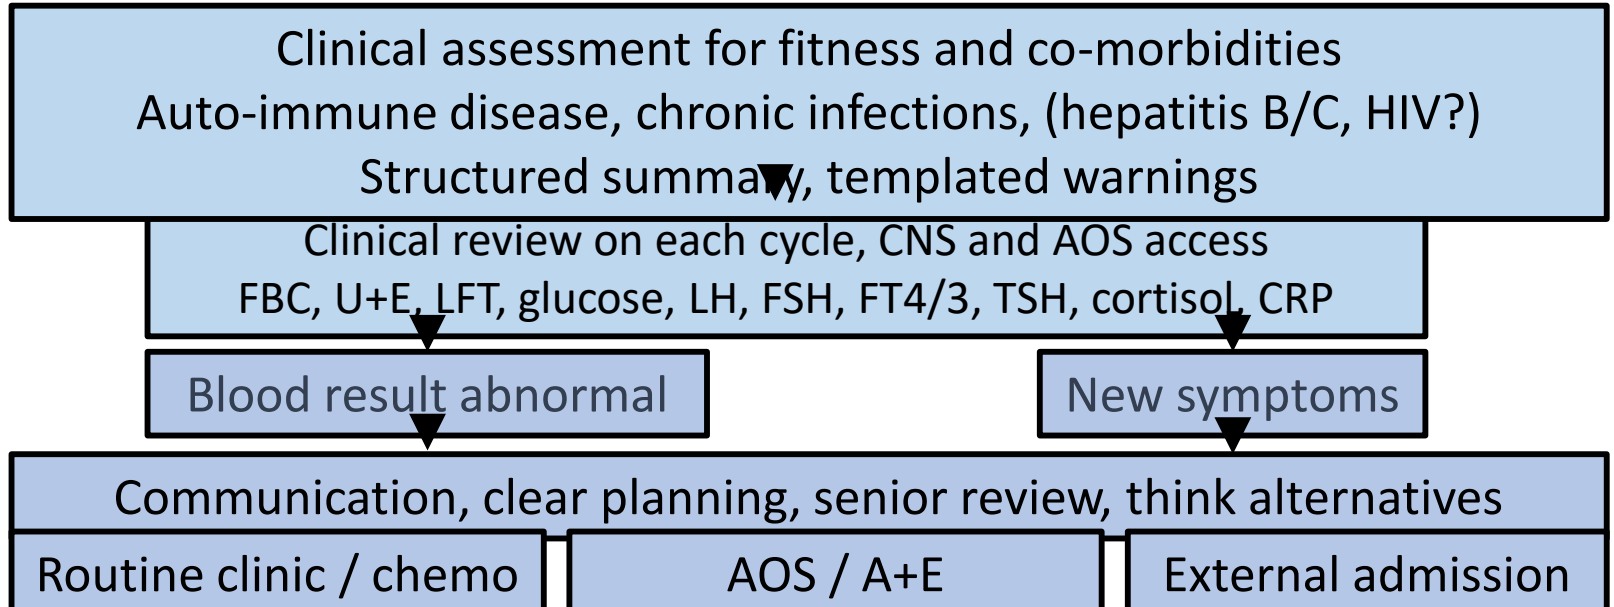 Clinical assessment for fitness and co-morbidities
Auto-immune disease, chronic infections, (hepatitis B/C, HIV?)
Structured summary, templated warnings
Clinical review on each cycle, CNS and AOS access
FBC, U+E, LFT, glucose, LH, FSH, FT4/3, TSH, cortisol, CRP
Blood result abnormal
New symptoms
Communication, clear planning, senior review, think alternatives
Routine clinic / chemo
AOS / A+E
External admission